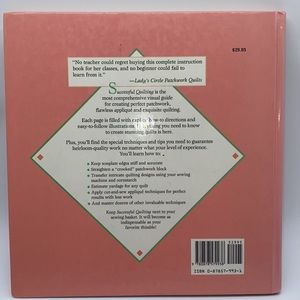 $29.95
"No teacher could regret buying this complete instruction
book for her classes, and no beginner could fail to
learn from it."
—Lady's Circle Patchwork Quilts
Successful Quilting is the
most comprehensive visual guide
for creating perfect patchwork,
flawless appliqué and exquisite quilting.
Each page is filled with directions and
easy-to-follow illustrations. you need to know
to create stunning quilts is here.
Plus, you'll find the special techniques and tips you need to guarantee
heirloom-quality work no matter what your level of experience.
You'll learn how to:
Keep template edges stiff and accurate
Straighten a "crooked" patchwork block
Transfer intricate quilting designs using your sewing
machine and cornstarch
Estimate yardage for any quilt
Apply cut-and-sew appliqué techniques for perfect
results with less work
And master dozens of other invaluable techniques
Keep Successful Quilting next to your
sewing basket. It will become as
indispensable as your
favorite thimble!
ISBN 0-87857-993-1